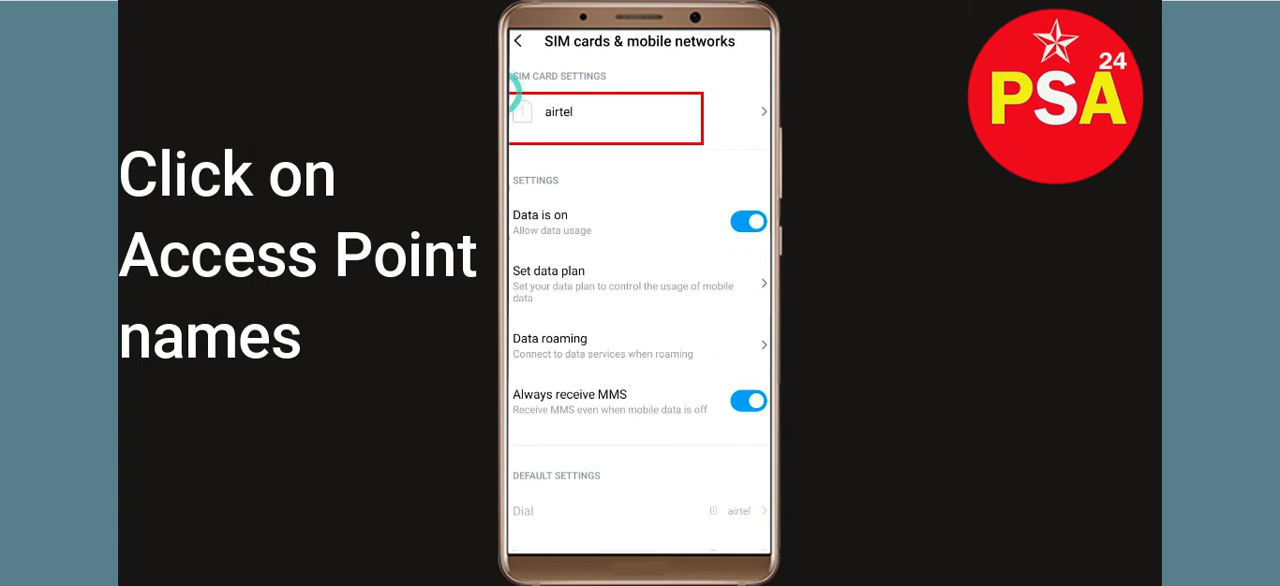 Click on
Access Point
names
SIM cards & mobile networks
SIM CARD SETTINGS
airtel
SETTINGS
Data is on
Allow data usage
Set data plan
Set your data plan to control the usage of mobile
data
Data roaming
Connect to data services when roaming
Always receive MMS
Receive MMS even when mobile data is off
DEFAULT SETTINGS
Dial airtel
24
PSA